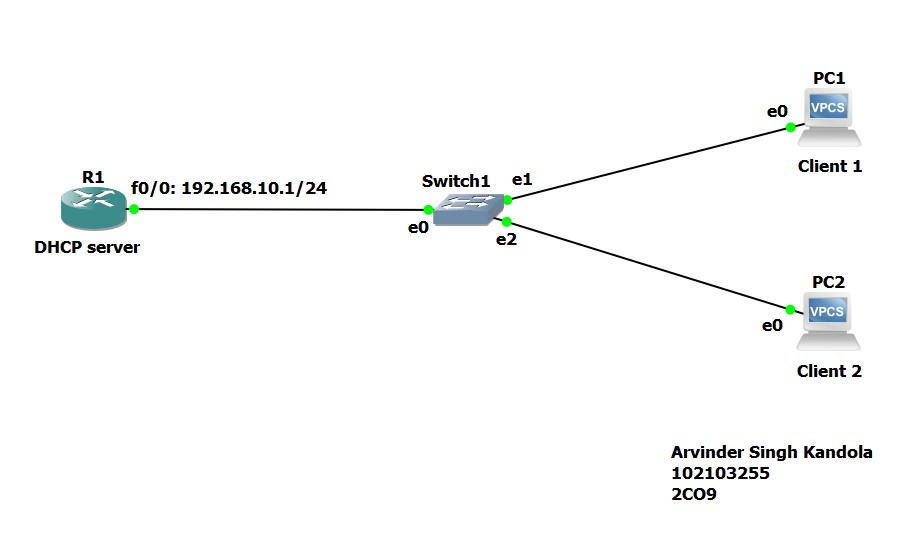 PC1
e0
VPCS
Client 1
R1
f0/0: 192.168.10.1/24
DHCP server
Switch1
e1
e0
e2
PC2
VPCS
e0
Client 2
Arvinder Singh Kandola
102103255
2CO9